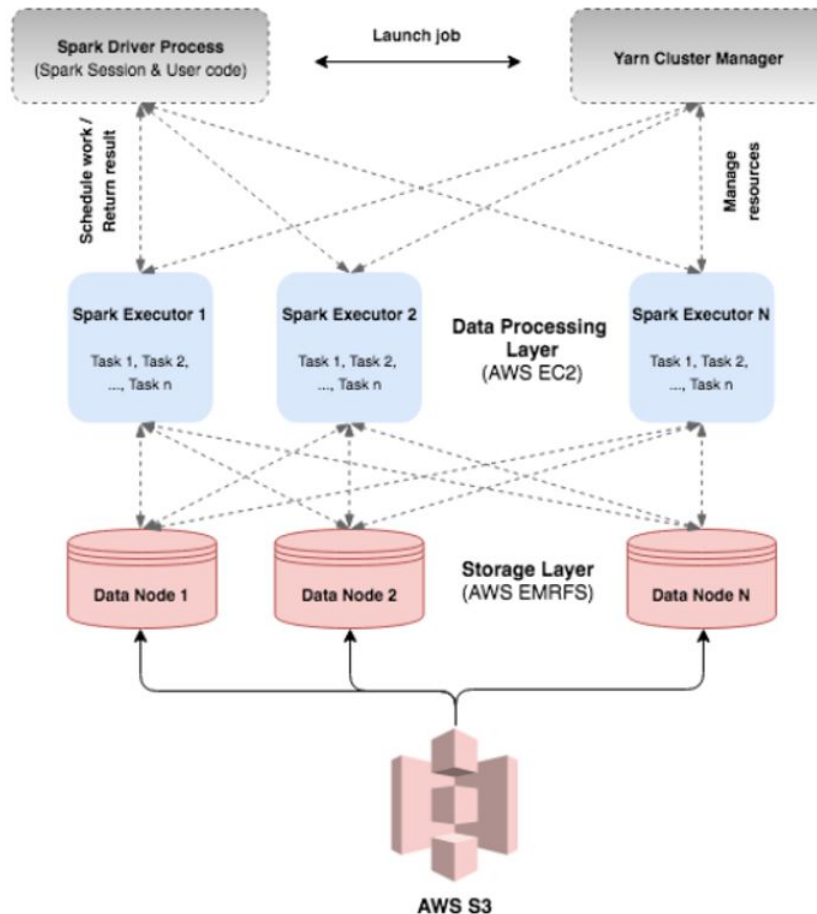 Spark Driver Process
(Spark Session & User code)
Launch job
Yarn Cluster Manager
Schedule work /
Return result
Manage
resources
Spark Executor 1
Task 1, Task 2,
..., Task n
Spark Executor 2
Task 1, Task 2,
..., Task n
Data Processing
Layer
(AWS EC2)
Spark Executor N
Task 1, Task 2,
..., Task n
Data Node 1
Data Node 2
Storage Layer
(AWS EMRFS)
Data Node N
AWS S3